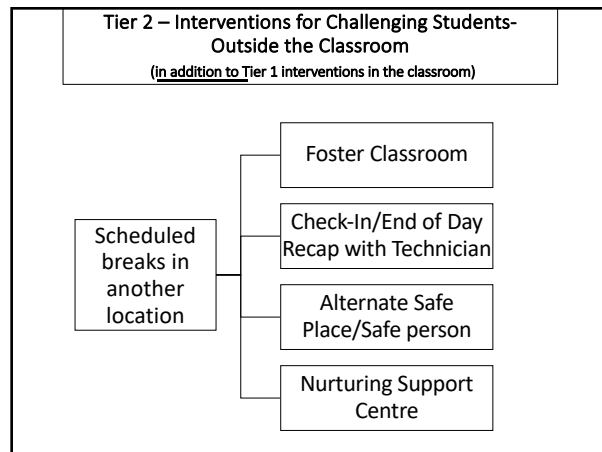 Tier 2 – Interventions for Challenging Students-
Outside the Classroom
(in addition to Tier 1 interventions in the classroom)
Foster Classroom
Scheduled
breaks in
another
location
Check-In/End of Day
Recap with Technician
Alternate Safe
Place/Safe person
Nurturing Support
Centre